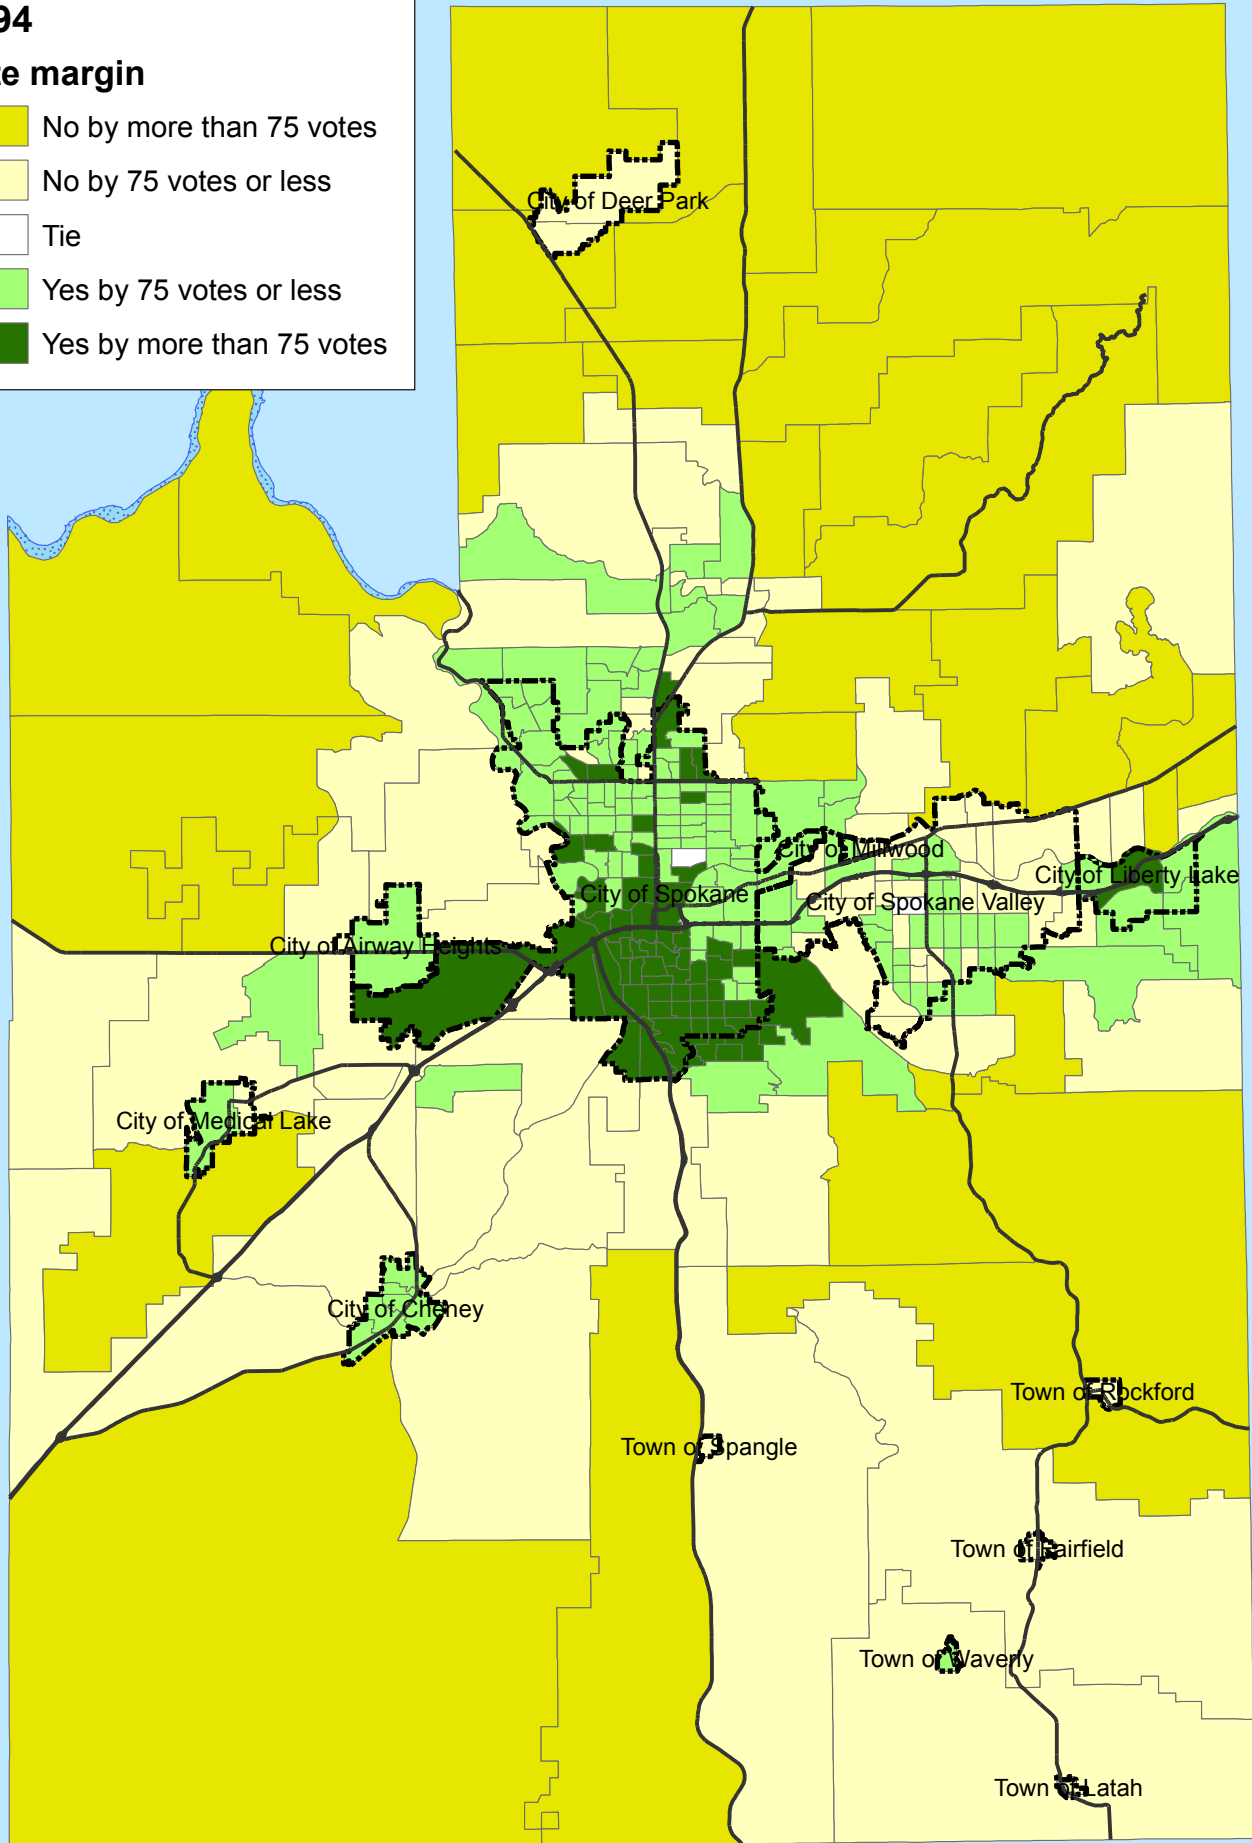 94
te margin
No by more than 75 votes
No by 75 votes or less
Tie
Yes by 75 votes or less
Yes by more than 75 votes
City of Deer Park
City of Millwood
City of Liberty Lake
City of Spokane
City of Spokane Valley
City of Airway Heights
City of Medical Lake
City of Cheney
Town of Rockford
Town of Spangle
Town of Fairfield
Town of Waverly
Town of Latah